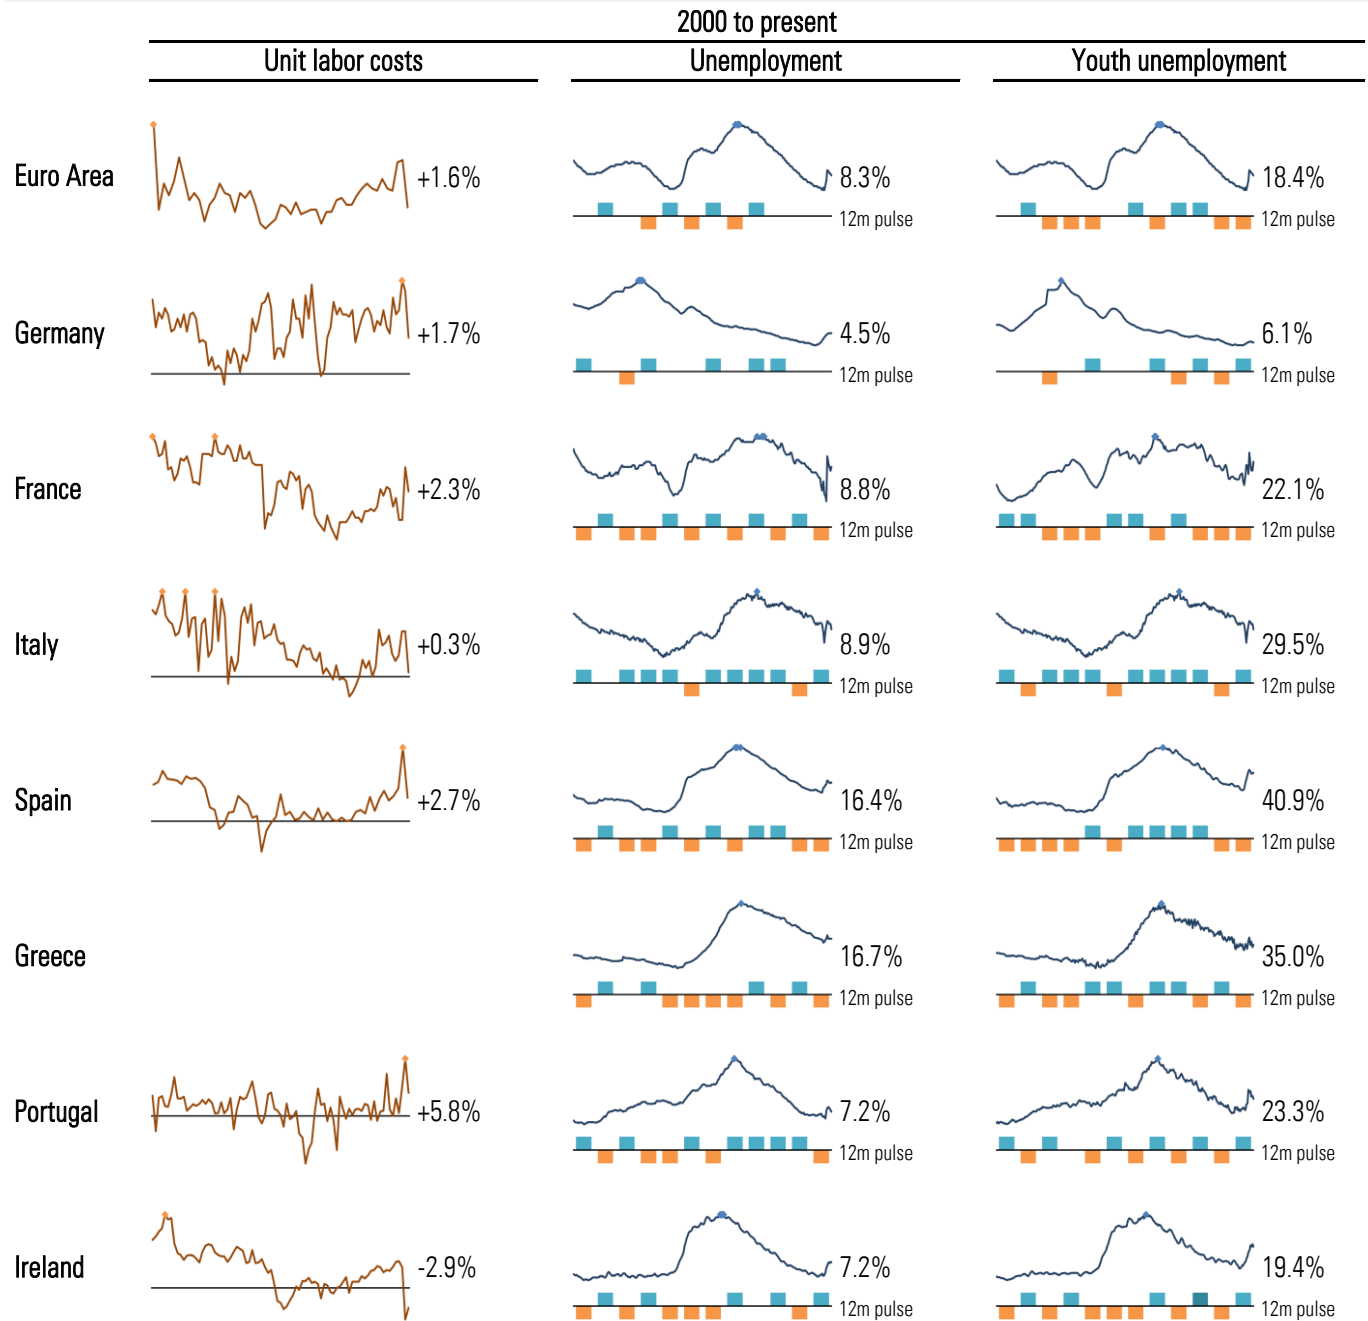 2000 to present
Unit labor costs Unemployment Youth unemployment
Euro Area +1.6% 8.3% 18.4%
12m pulse 12m pulse
Germany +1.7% 4.5% 6.1%
12m pulse 12m pulse
France +2.3% 8.8% 22.1%
12m pulse 12m pulse
Italy +0.3% 8.9% 29.5%
12m pulse 12m pulse
Spain +2.7% 16.4% 40.9%
12m pulse 12m pulse
Greece 16.7% 35.0%
12m pulse 12m pulse
Portugal +5.8% 7.2% 23.3%
12m pulse 12m pulse
Ireland -2.9% 7.2% 19.4%
12m pulse 12m pulse